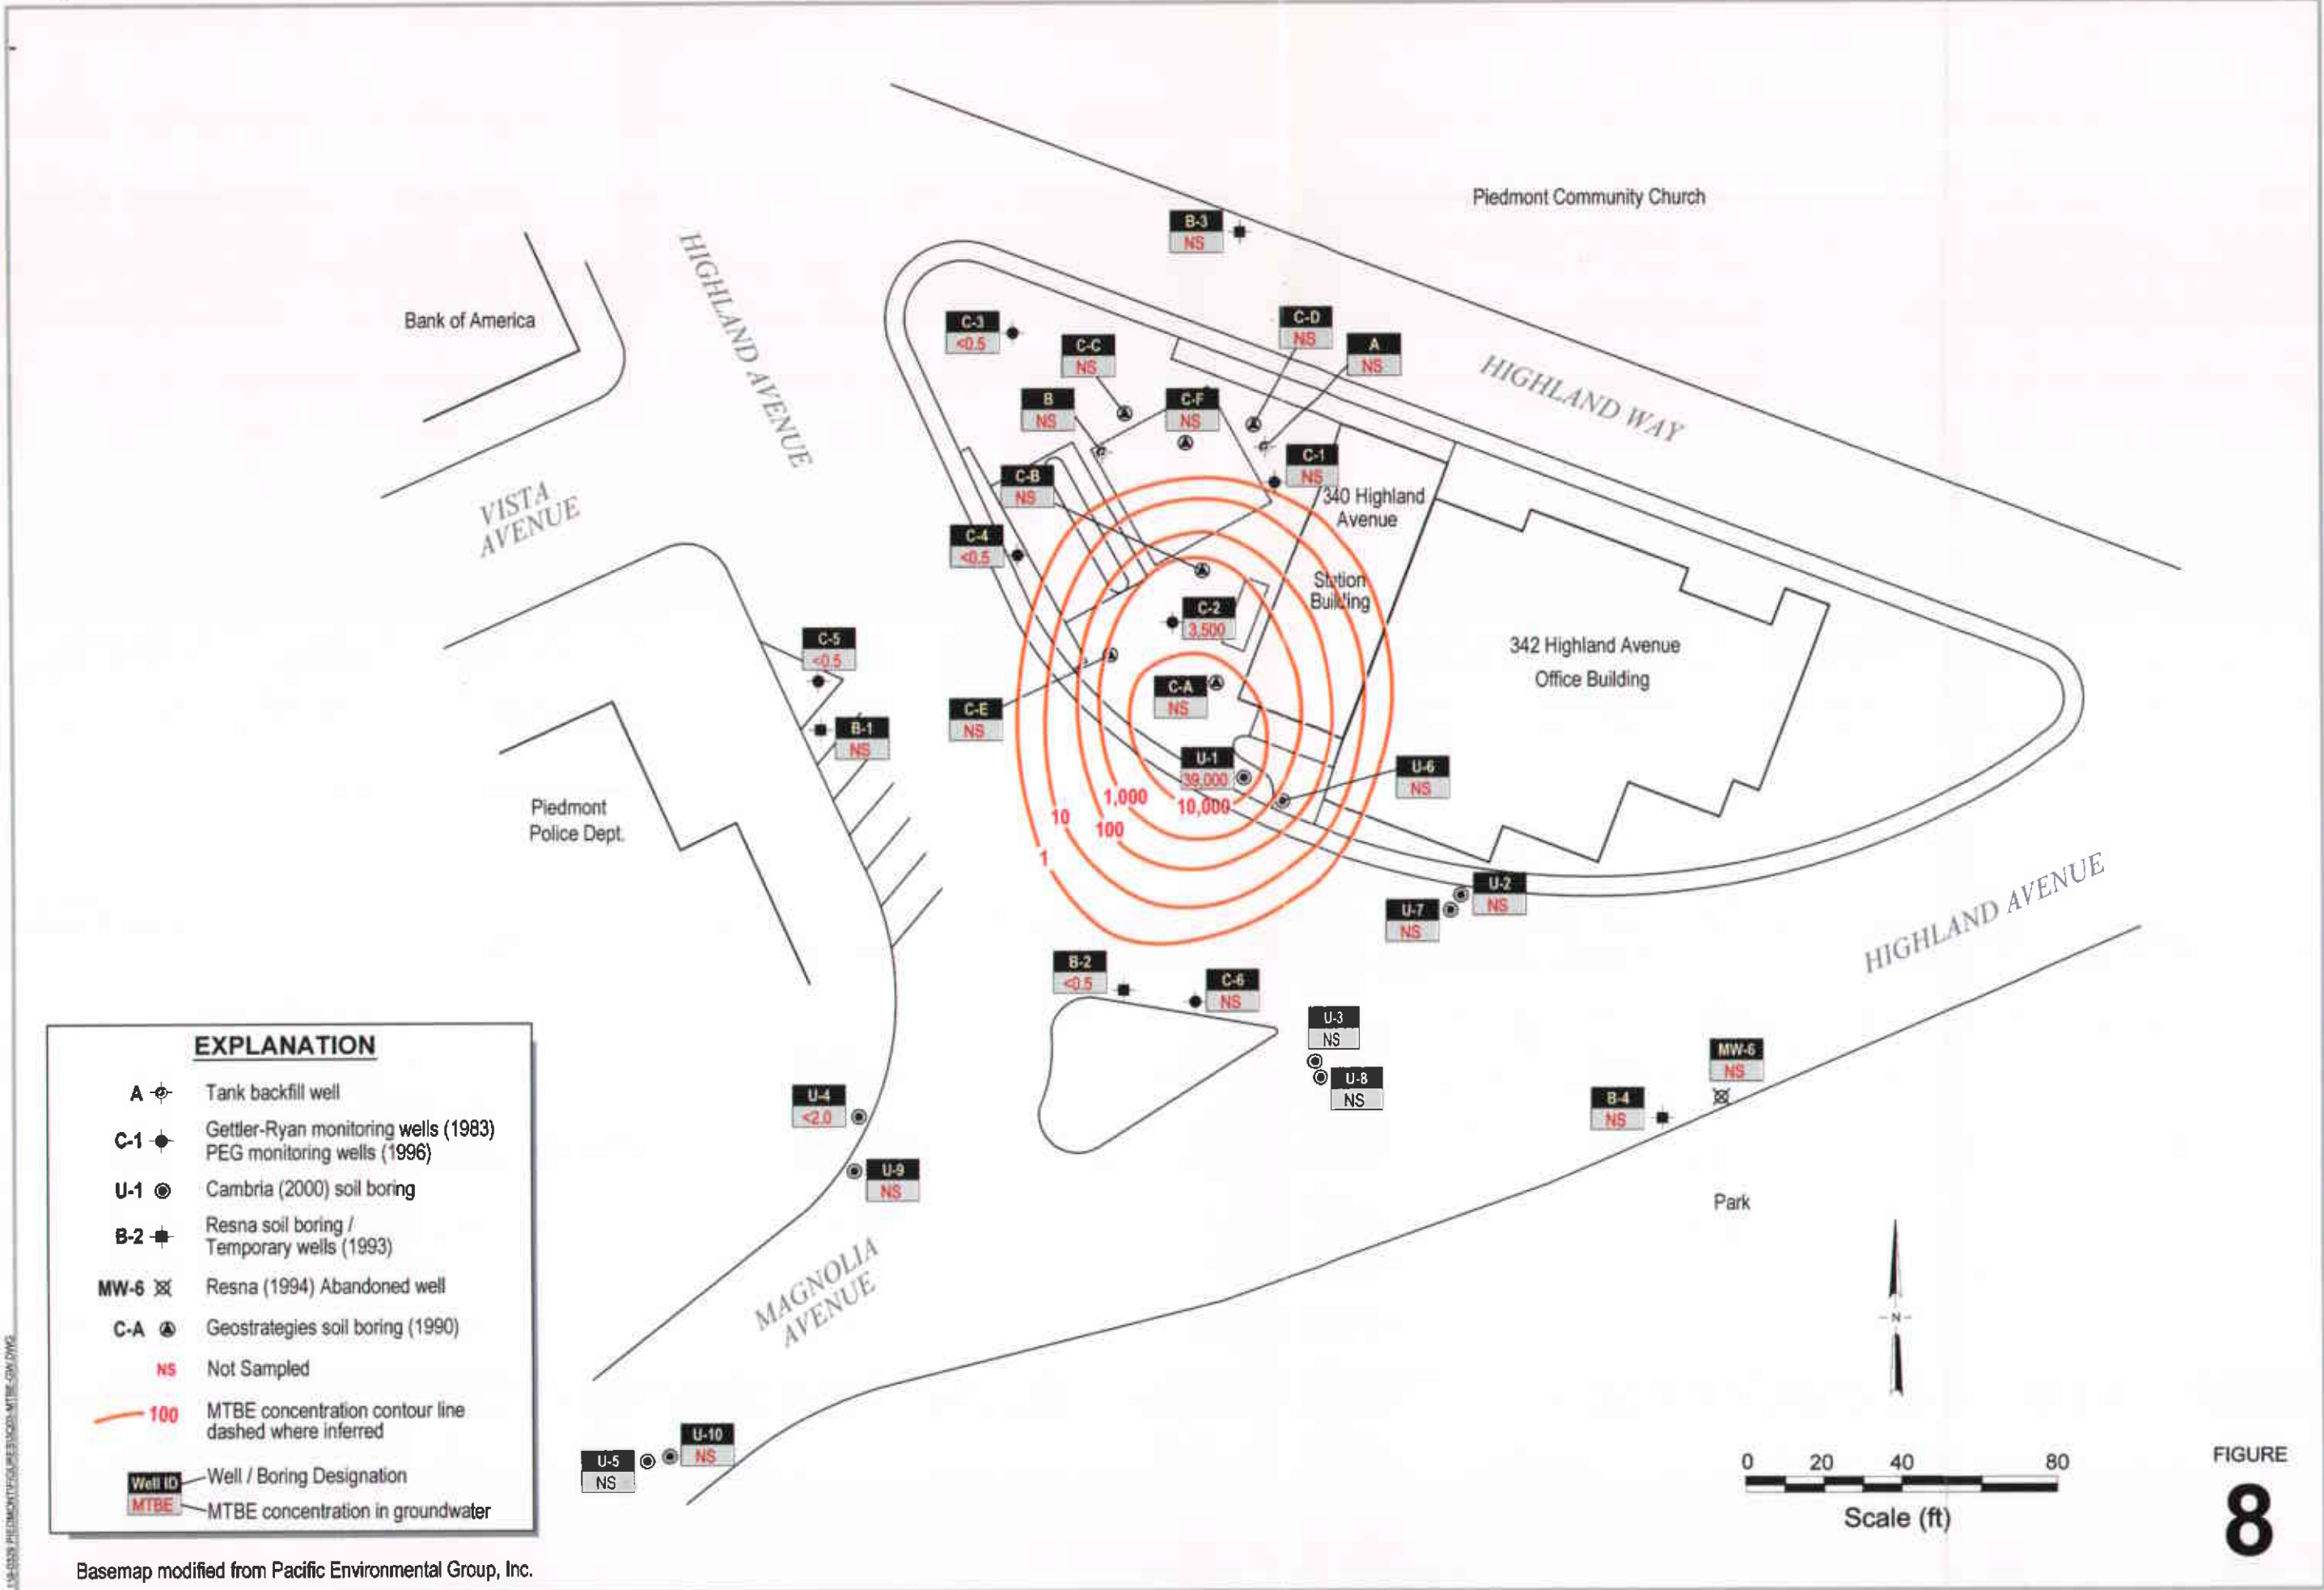 Piedmont Community Church
B-3
NS
HIGHLAND AVENUE
Bank of America
C-3
<0.5
C-D
NS
C-C
NS
A
NS
HIGHLAND WAY
B
NS
C-F
NS
C-1
NS
C-B
NS
340 Highland
Avenue
VISTA
AVENUE
C-4
<0.5
Station
Building
C-2
3,500
342 Highland Avenue
Office Building
C-5
<0.5
C-A
NS
C-E
NS
B-1
NS
U-1
39,000
U-6
NS
Piedmont
Police Dept.
1,000
10,000
10
100
1
U-2
NS
U-7
NS
HIGHLAND AVENUE
B-2
<0.5
C-6
NS
U-3
NS
U-8
NS
MW-6
NS
B-4
NS
U-4
<2.0
U-9
NS
Park
MAGNOLIA
AVENUE
U-10
NS
U-5
NS
EXPLANATION
A Tank backfill well
C-1 Gettler-Ryan monitoring wells (1983)
PEG monitoring wells (1996)
U-1 Cambria (2000) soil boring
B-2 Resna soil boring /
Temporary wells (1993)
MW-6 Resna (1994) Abandoned well
C-A Geostrategies soil boring (1990)
NS Not Sampled
100 MTBE concentration contour line
dashed where inferred
Well ID Well / Boring Designation
MTBE MTBE concentration in groundwater
N
0 20 40 80
Scale (ft)
FIGURE
8
Basemap modified from Pacific Environmental Group, Inc.